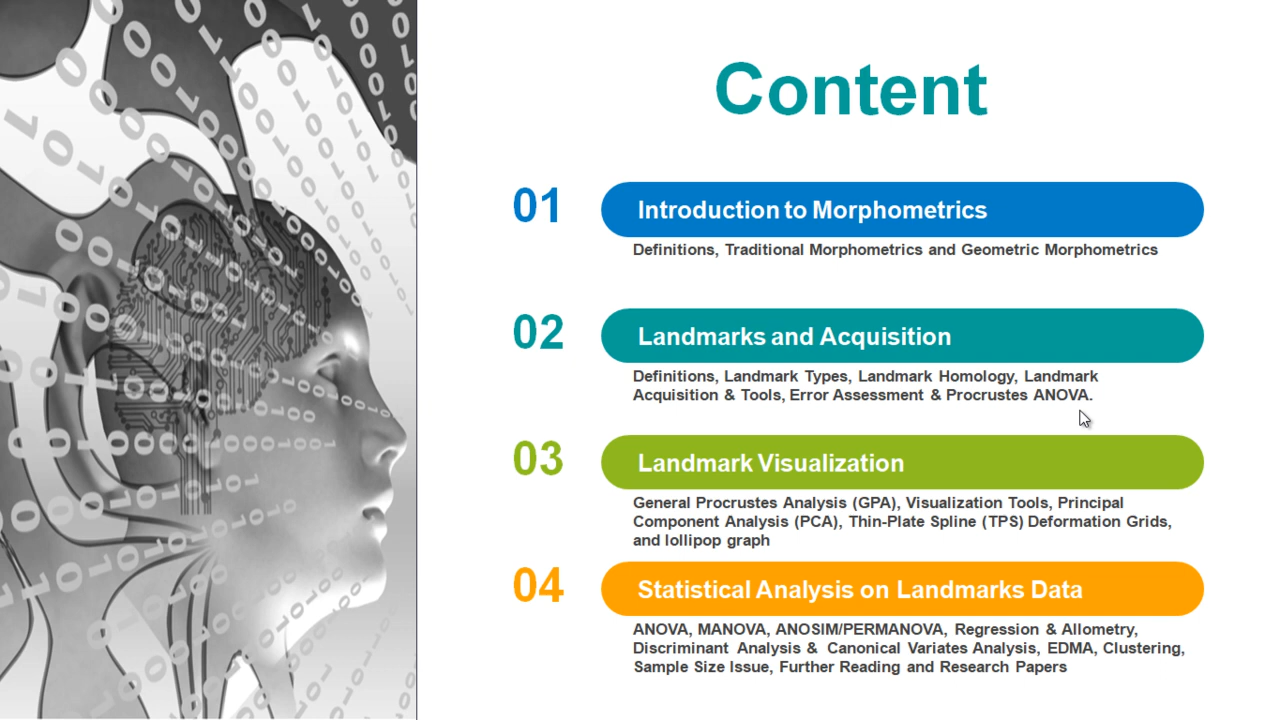 Content
01
Introduction to Morphometrics
Definitions, Traditional Morphometrics and Geometric Morphometrics
02
Landmarks and Acquisition
Definitions, Landmark Types, Landmark Homology, Landmark
Acquisition & Tools, Error Assessment & Procrustes ANOVA.
03
Landmark Visualization
General Procrustes Analysis (GPA), Visualization Tools, Principal
Component Analysis (PCA), Thin-Plate Spline (TPS) Deformation Grids,
and lollipop graph
04
Statistical Analysis on Landmarks Data
ANOVA, MANOVA, ANOSIM/PERMANOVA, Regression & Allometry,
Discriminant Analysis & Canonical Variates Analysis, EDMA, Clustering,
Sample Size Issue, Further Reading and Research Papers